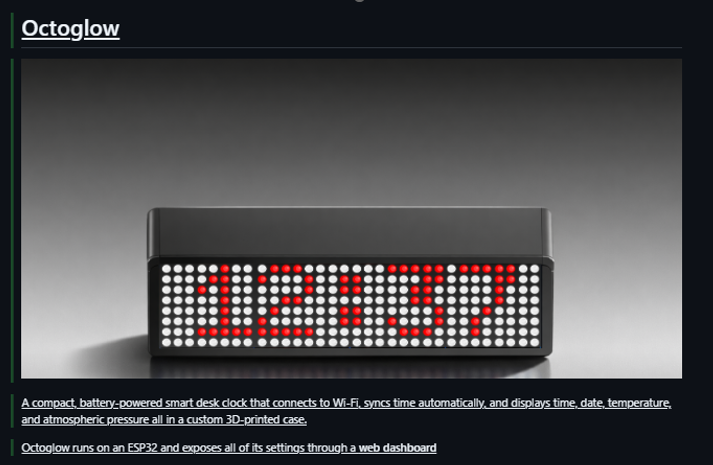 Octoglow
12:37
A compact, battery-powered smart desk clock that connects to Wi-Fi, syncs time automatically, and displays time, date, temperature,
and atmospheric pressure all in a custom 3D-printed case.
Octoglow runs on an ESP32 and exposes all of its settings through a web dashboard